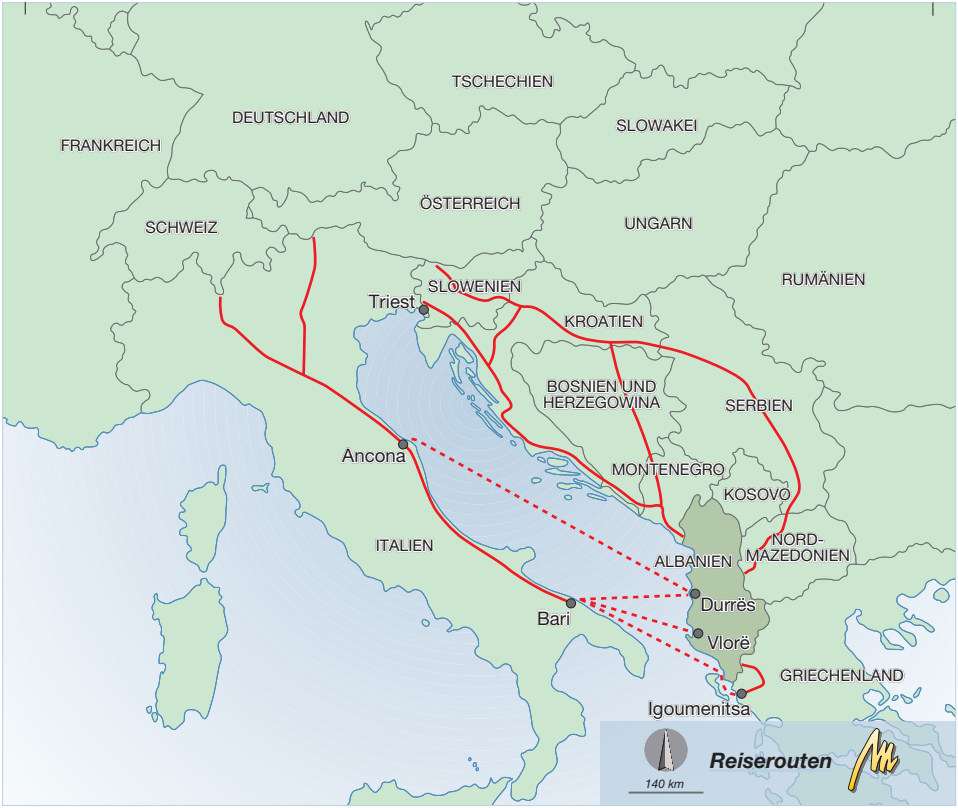 TSCHECHIEN
DEUTSCHLAND
SLOWAKEI
FRANKREICH
ÖSTERREICH
SCHWEIZ
UNGARN
RUMÄNIEN
SLOWENIEN
Triest
KROATIEN
BOSNIEN UND
HERZEGOWINA
SERBIEN
Ancona
MONTENEGRO
KOSOVO
ITALIEN
NORD-
MAZEDONIEN
ALBANIEN
Durrës
Bari
Vlorë
GRIECHENLAND
Igoumenitsa
Reiserouten
140 km